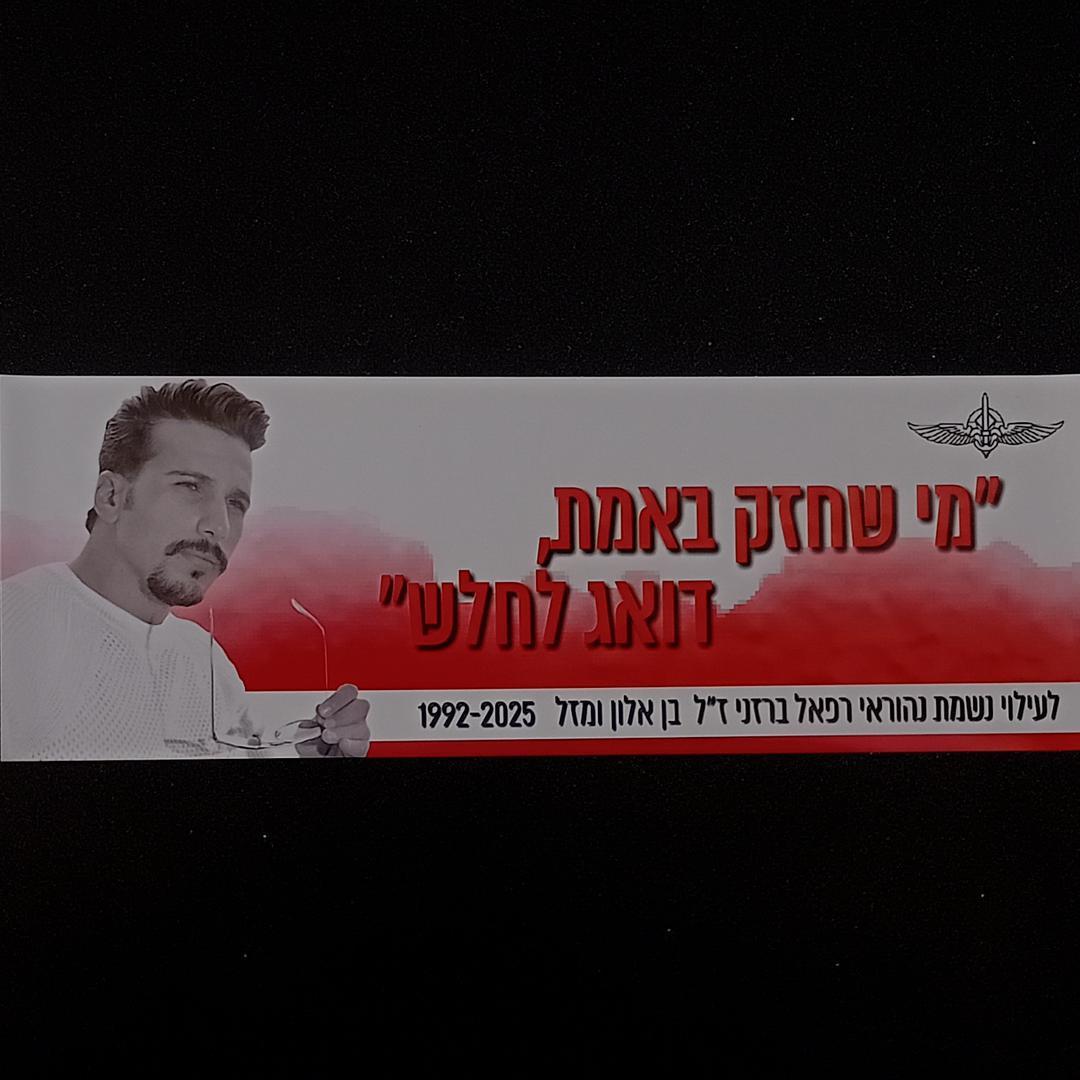 "מי שחזק באמת,
דואג לחלש"
לעילוי נשמת נהוראי רפאל ברזני ז"ל בן אלון ומזל 1992-2025